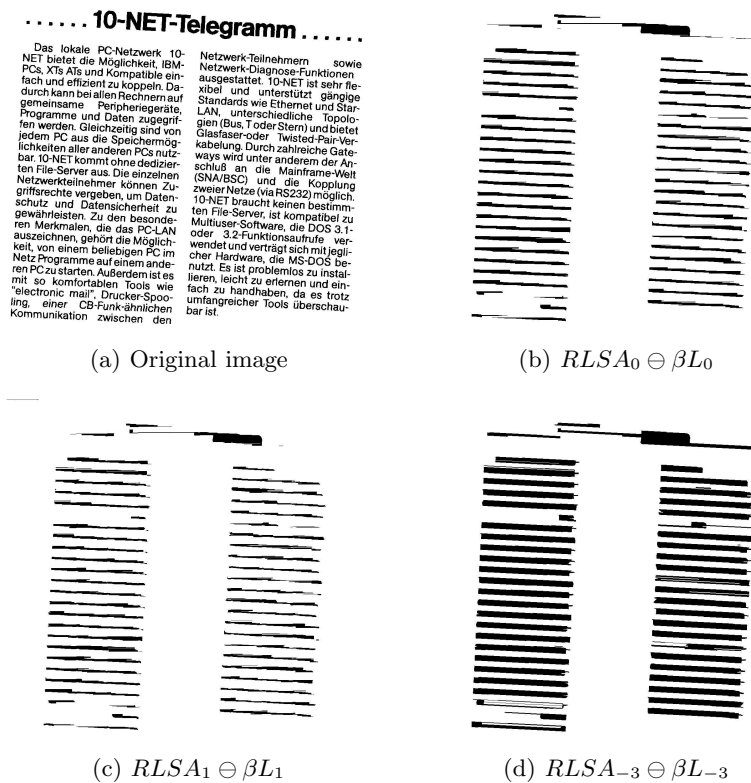 ...... 10-NET-Telegramm ......
Das lokale PC-Netzwerk 10-
NET bietet die Möglichkeit, IBM-
PCs, XTs ATs und Kompatible ein-
fach und effizient zu koppeln. Da-
durch kann bei allen Rechnern auf
gemeinsame Peripheriegeräte,
Programme und Daten zugegrif-
fen werden. Gleichzeitig sind von
jedem PC aus die Speichermög-
lichkeiten aller anderen PCs nutz-
bar. 10-NET kommt ohne dedizier-
ten File-Server aus. Die einzelnen
Netzwerkteilnehmer können Zu-
griffsrechte vergeben, um Daten-
schutz und Datensicherheit zu
gewährleisten. Zu den besonde-
ren Merkmalen, die das PC-LAN
auszeichnen, gehört die Möglich-
keit, von einem beliebigen PC im
Netz Programme auf einem ande-
ren PC zu starten. Außerdem ist es
mit so komfortablen Tools wie
"electronic mail", Drucker-Spoo-
ling, einer CB-Funk-ähnlichen
Kommunikation zwischen den
Netzwerk-Teilnehmern sowie
Netzwerk-Diagnose-Funktionen
ausgestattet. 10-NET ist sehr fle-
xibel und unterstützt gängige
Standards wie Ethernet und Star-
LAN, unterschiedliche Topolo-
gien (Bus, T oder Stern) und bietet
Glasfaser-oder Twisted-Pair-Ver-
kabelung. Durch zahlreiche Gate-
ways wird unter anderem der An-
schluß an die Mainframe-Welt
(SNA/BSC) und die Kopplung
zweier Netze (via RS232) möglich.
10-NET braucht keinen bestimm-
ten File-Server, ist kompatibel zu
Multiuser-Software, die DOS 3.1-
oder 3.2-Funktionsaufrufe ver-
wendet und verträgt sich mit jegli-
cher Hardware, die MS-DOS be-
nutzt. Es ist problemlos zu instal-
lieren, leicht zu erlernen und ein-
fach zu handhaben, da es trotz
umfangreicher Tools überschau-
bar ist.
(a) Original image
(b) RLSA₀ ⊖ βL₀
(c) RLSA₁ ⊖ βL₁
(d) RLSA₋₃ ⊖ βL₋₃